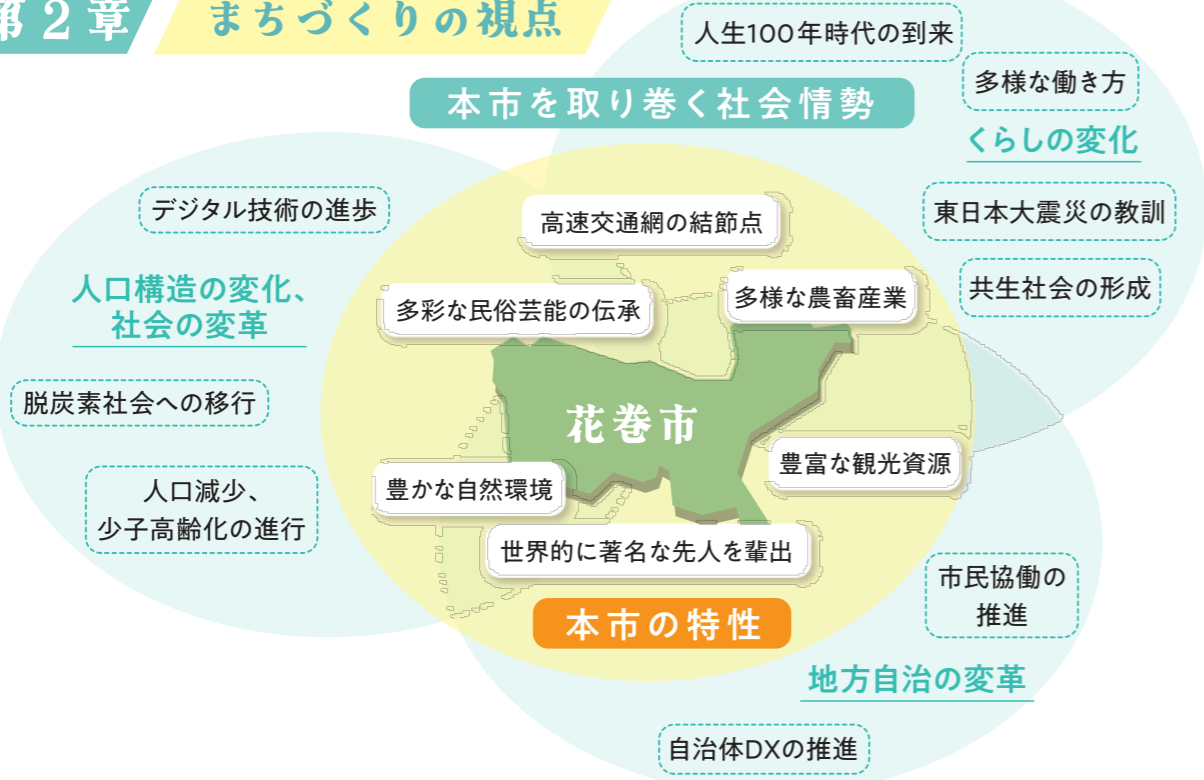 第2章
まちづくりの視点
本市を取り巻く社会情勢
人生100年時代の到来
多様な働き方
くらしの変化
東日本大震災の教訓
共生社会の形成
デジタル技術の進歩
人口構造の変化、
社会の変革
脱炭素社会への移行
人口減少、
少子高齢化の進行
高速交通網の結節点
多彩な民俗芸能の伝承
多様な農畜産業
花巻市
豊富な観光資源
豊かな自然環境
世界的に著名な先人を輩出
本市の特性
市民協働の
推進
地方自治の変革
自治体DXの推進